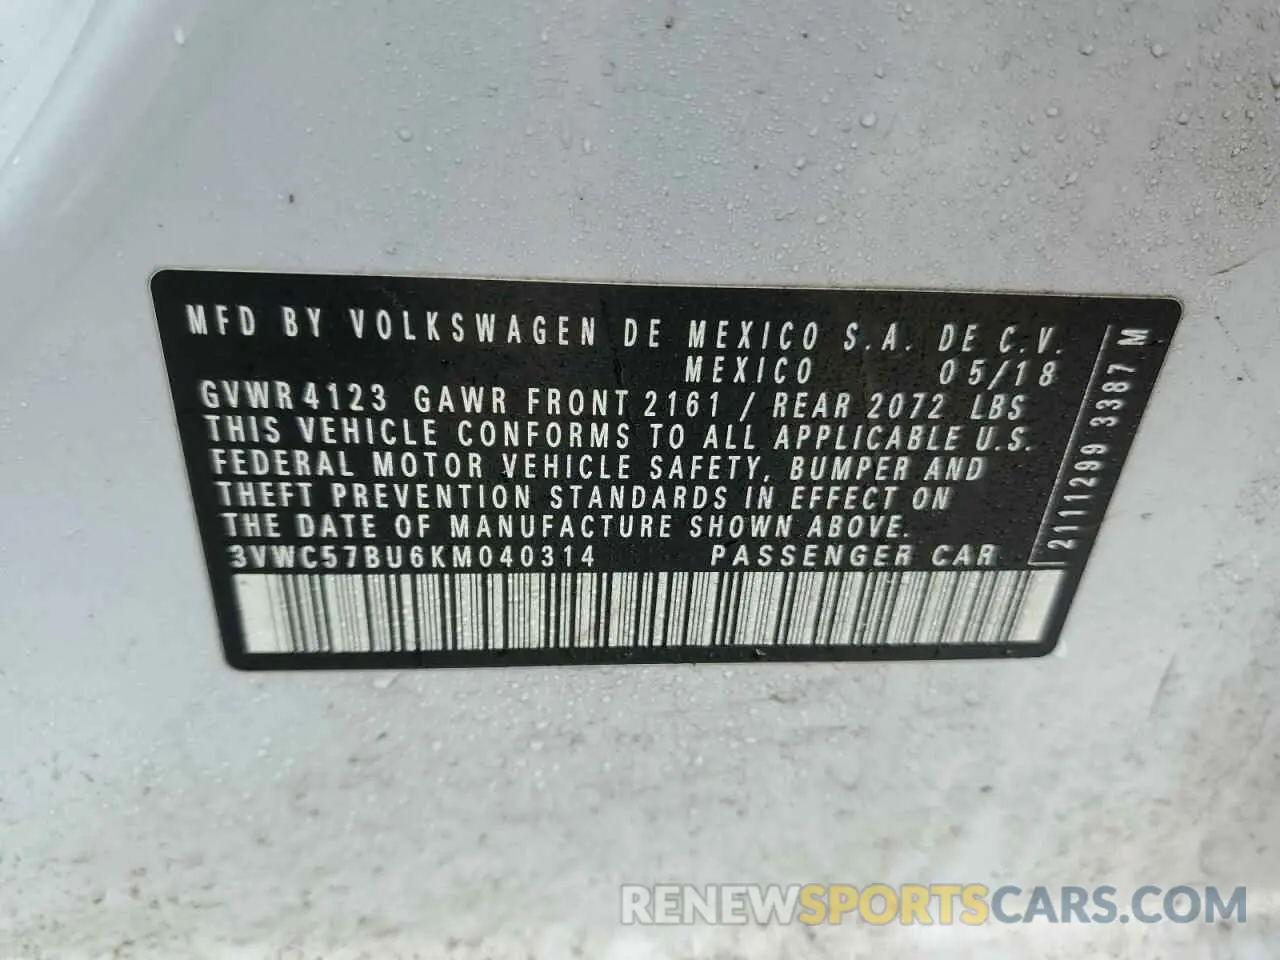 MFD BY VOLKSWAGEN DE MEXICO S.A. DE C.V.
MEXICO 05/18
GVWR 4123 GAWR FRONT 2161 / REAR 2072 LBS
THIS VEHICLE CONFORMS TO ALL APPLICABLE U.S.
FEDERAL MOTOR VEHICLE SAFETY, BUMPER AND
THEFT PREVENTION STANDARDS IN EFFECT ON
THE DATE OF MANUFACTURE SHOWN ABOVE.
3VWC57BU6KM040314 PASSENGER CAR
2111299 3387 M
RENEWSPORTSCARS.COM